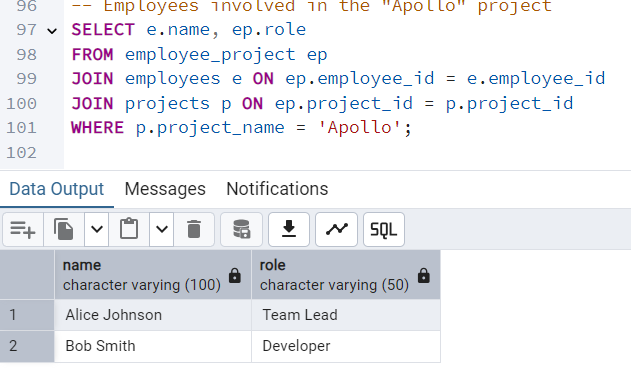 96 -- Employees involved in the "Apollo" project
97 SELECT e.name, ep.role
98 FROM employee_project ep
99 JOIN employees e ON ep.employee_id = e.employee_id
100 JOIN projects p ON ep.project_id = p.project_id
101 WHERE p.project_name = 'Apollo';
102
Data Output Messages Notifications
SQL
name role
character varying (100) character varying (50)
1 Alice Johnson Team Lead
2 Bob Smith Developer